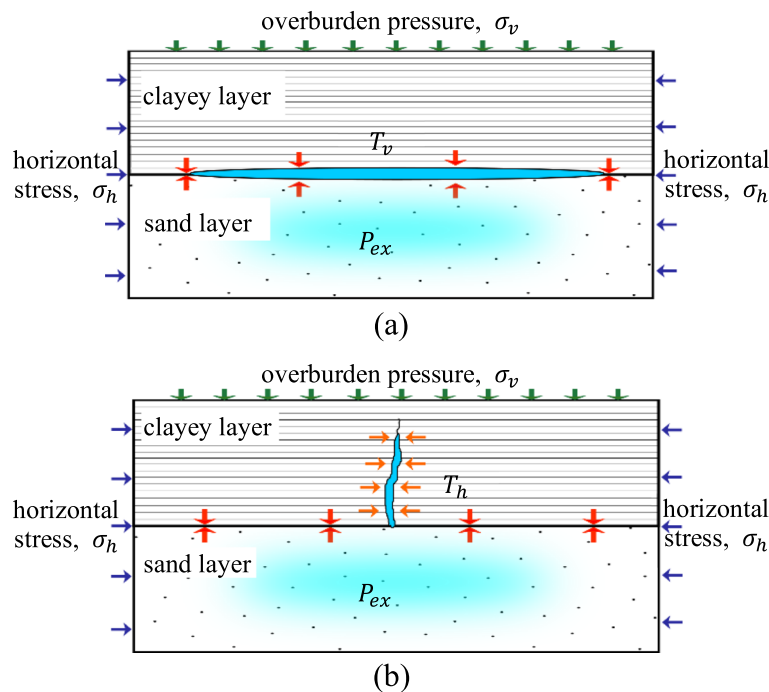 overburden pressure, σᵥ
clayey layer
Tᵥ
horizontal
stress, σₕ
horizontal
stress, σₕ
sand layer
Pₑₓ
(a)
overburden pressure, σᵥ
clayey layer
Tₕ
horizontal
stress, σₕ
horizontal
stress, σₕ
sand layer
Pₑₓ
(b)